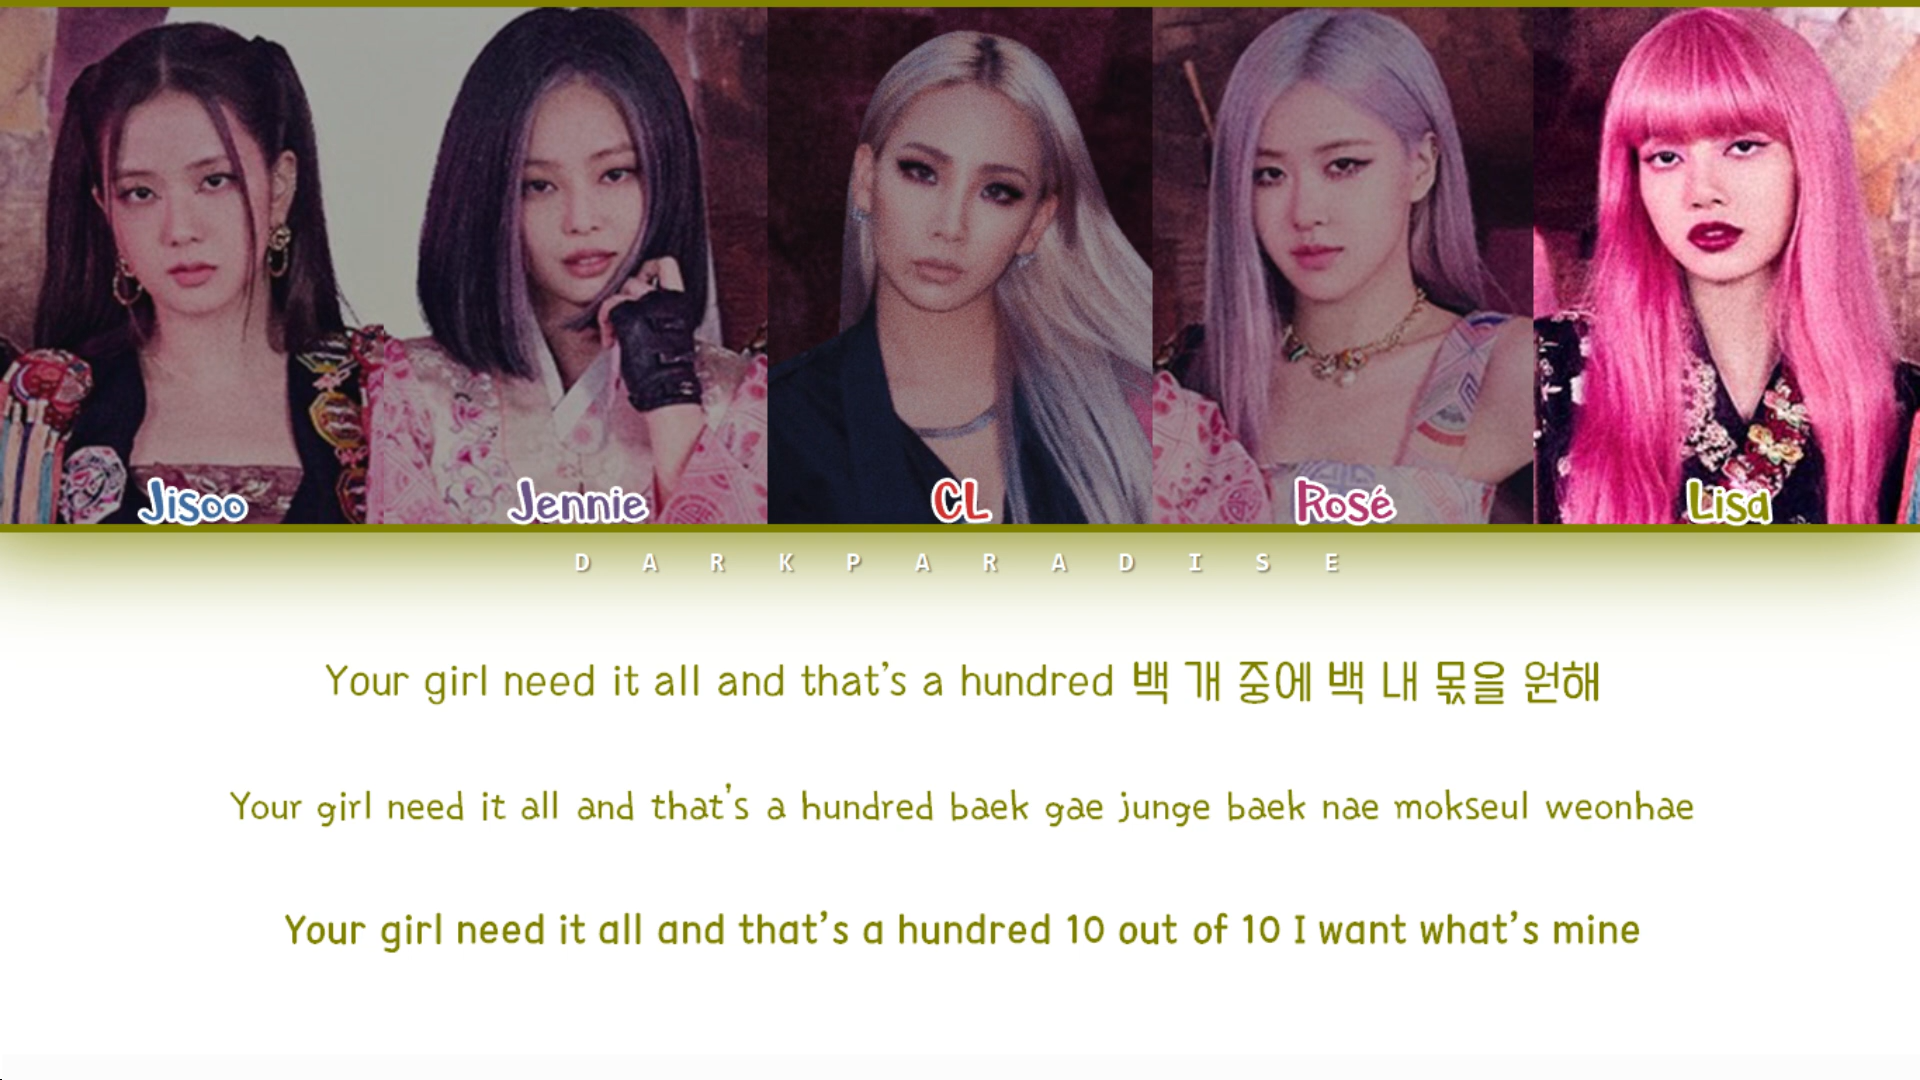 Jisoo
Jennie
CL
Rosé
Lisa
DARKPARADISE
Your girl need it all and that's a hundred 백 개 중에 백 내 몫을 원해
Your girl need it all and that's a hundred baek gae junge baek nae mokseul weonhae
Your girl need it all and that's a hundred 10 out of 10 I want what's mine